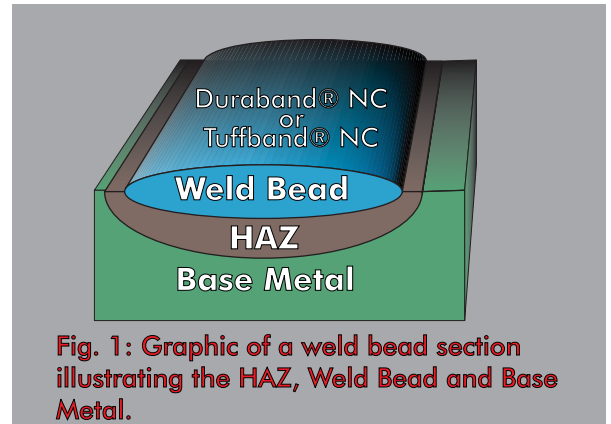 Duraband® NC
or
Tuffband® NC
Weld Bead
HAZ
Base Metal
Fig. 1: Graphic of a weld bead section
illustrating the HAZ, Weld Bead and Base
Metal.